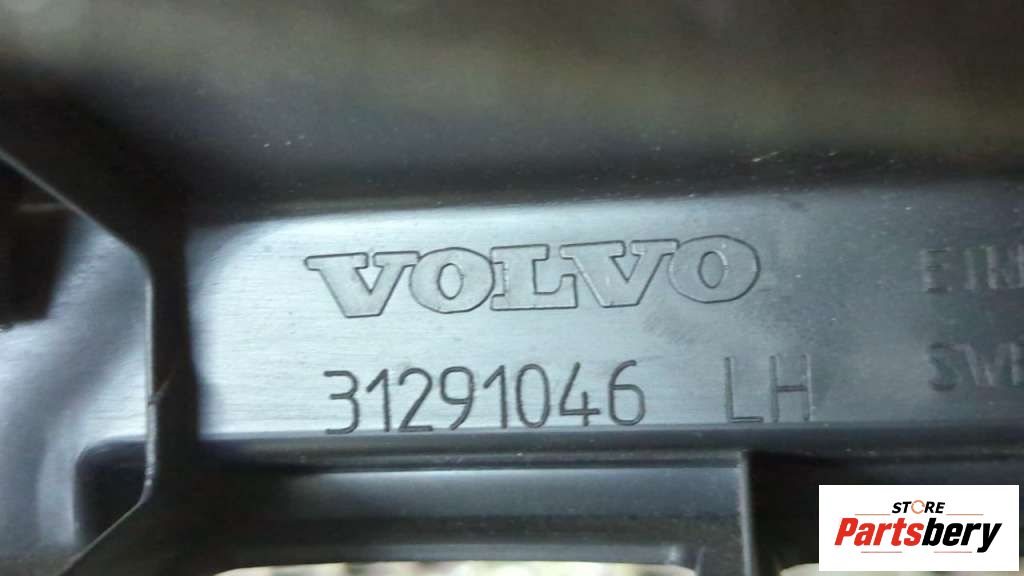 VOLVO
31291046 LH
STORE
Partsbery